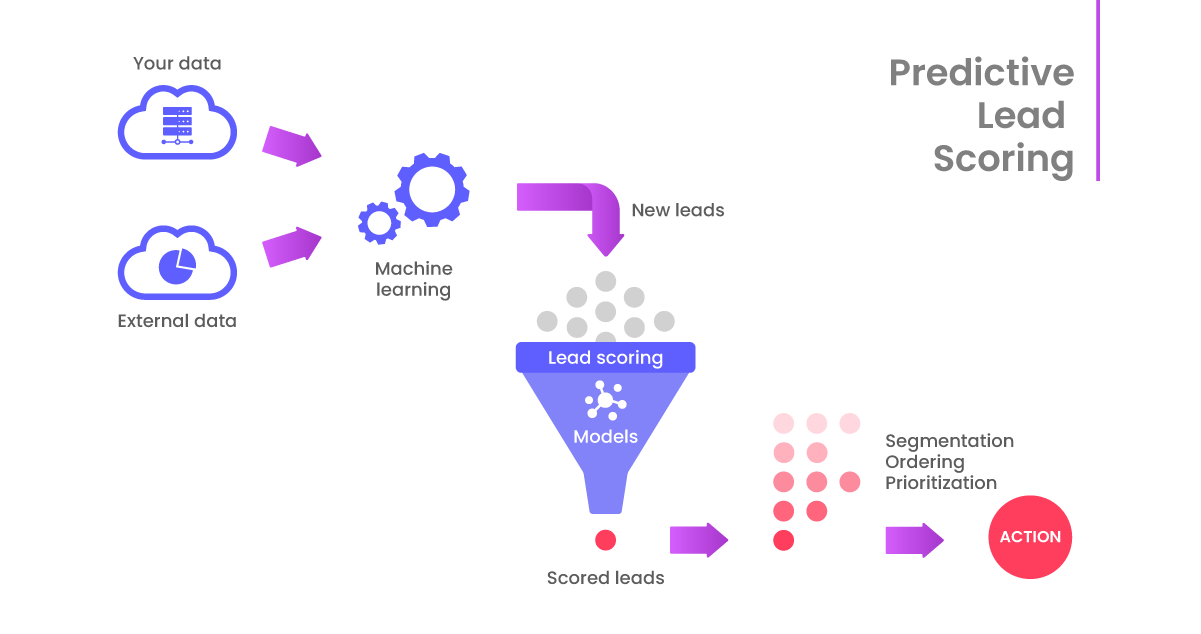 Predictive
Lead
Scoring
Your data
External data
Machine
learning
New leads
Lead scoring
Models
Scored leads
Segmentation
Ordering
Prioritization
ACTION